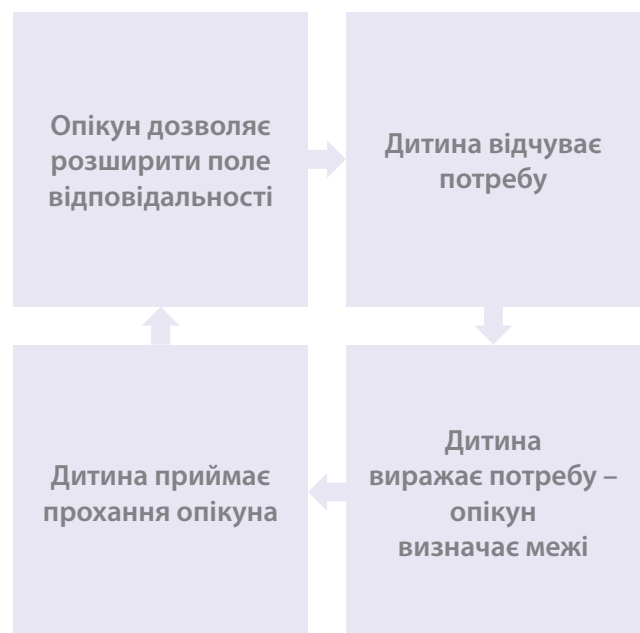 Опікун дозволяє
розширити поле
відповідальності
Дитина відчуває
потребу
Дитина
виражає потребу –
опікун
визначає межі
Дитина приймає
прохання опікуна